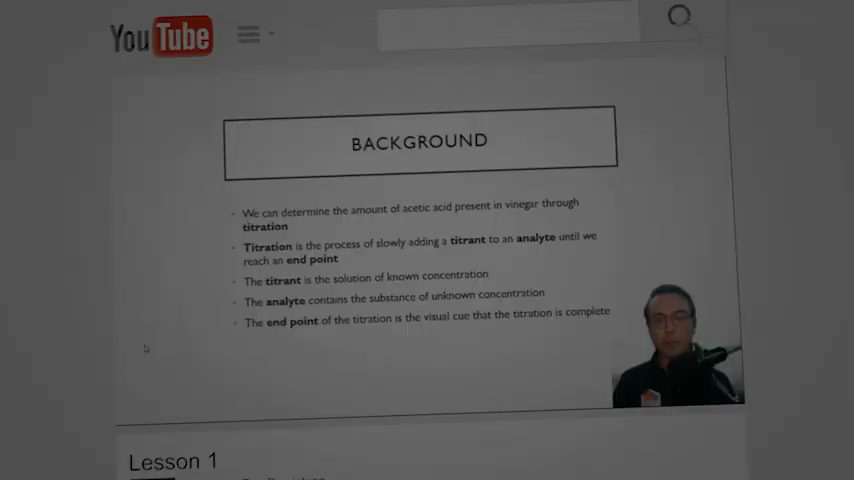 YouTube
BACKGROUND
We can determine the amount of acetic acid present in vinegar through
titration
Titration is the process of slowly adding a titrant to an analyte until we
reach an end point
The titrant is the solution of known concentration
The analyte contains the substance of unknown concentration
The end point of the titration is the visual cue that the titration is complete
Lesson 1